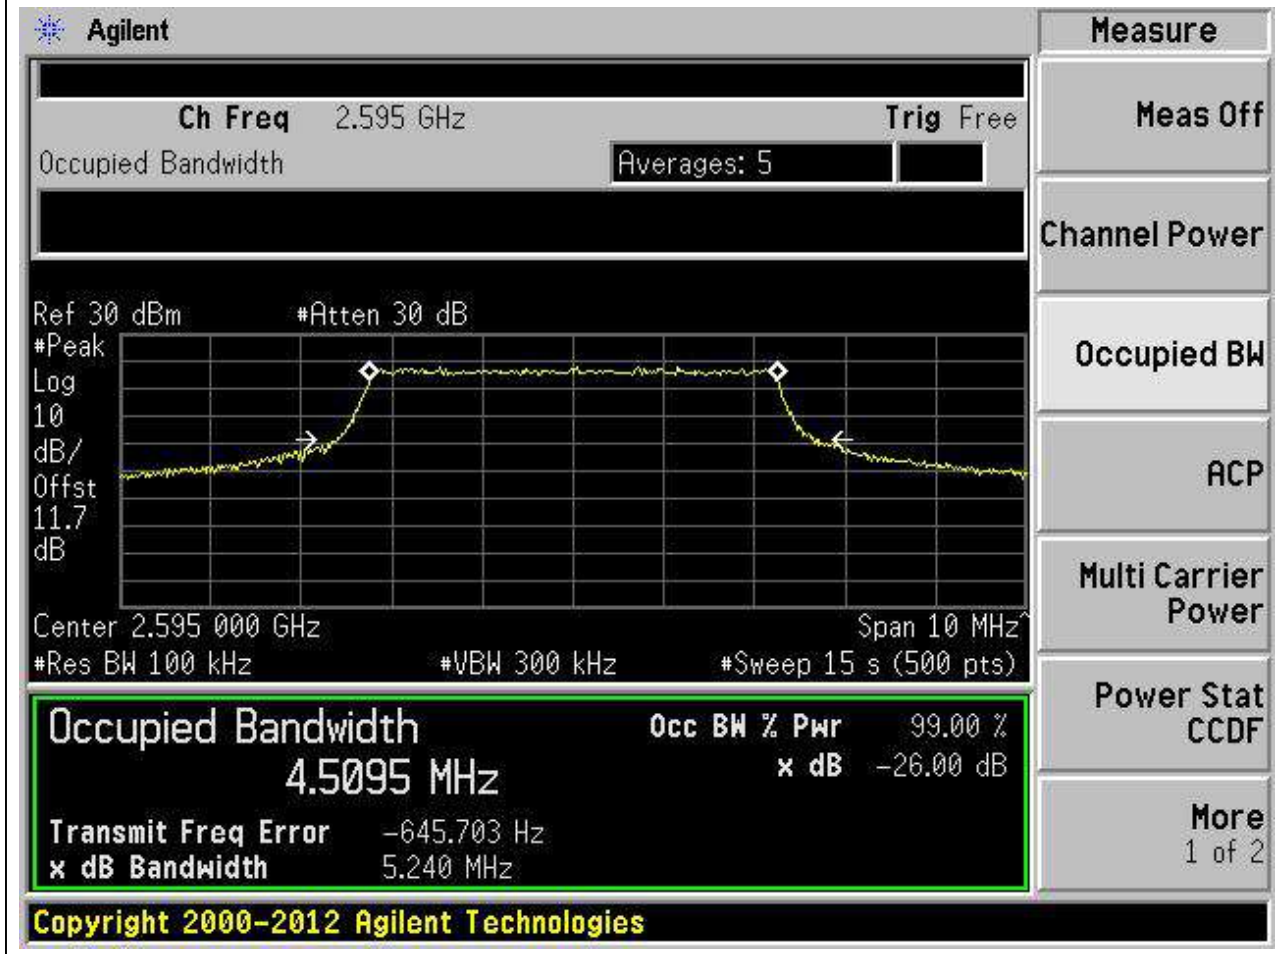 Agilent
Measure
Ch Freq 2.595 GHz Trig Free
Occupied Bandwidth Averages: 5
Meas Off
Channel Power
Occupied BW
ACP
Multi Carrier
Power
Power Stat
CCDF
More
1 of 2
Ref 30 dBm #Atten 30 dB
#Peak
Log
10
dB/
Offst
11.7
dB
Center 2.595 000 GHz Span 10 MHz^
#Res BW 100 kHz #VBW 300 kHz #Sweep 15 s (500 pts)
Occupied Bandwidth Occ BW % Pwr 99.00 %
4.5095 MHz x dB -26.00 dB
Transmit Freq Error -645.703 Hz
x dB Bandwidth 5.240 MHz
Copyright 2000-2012 Agilent Technologies